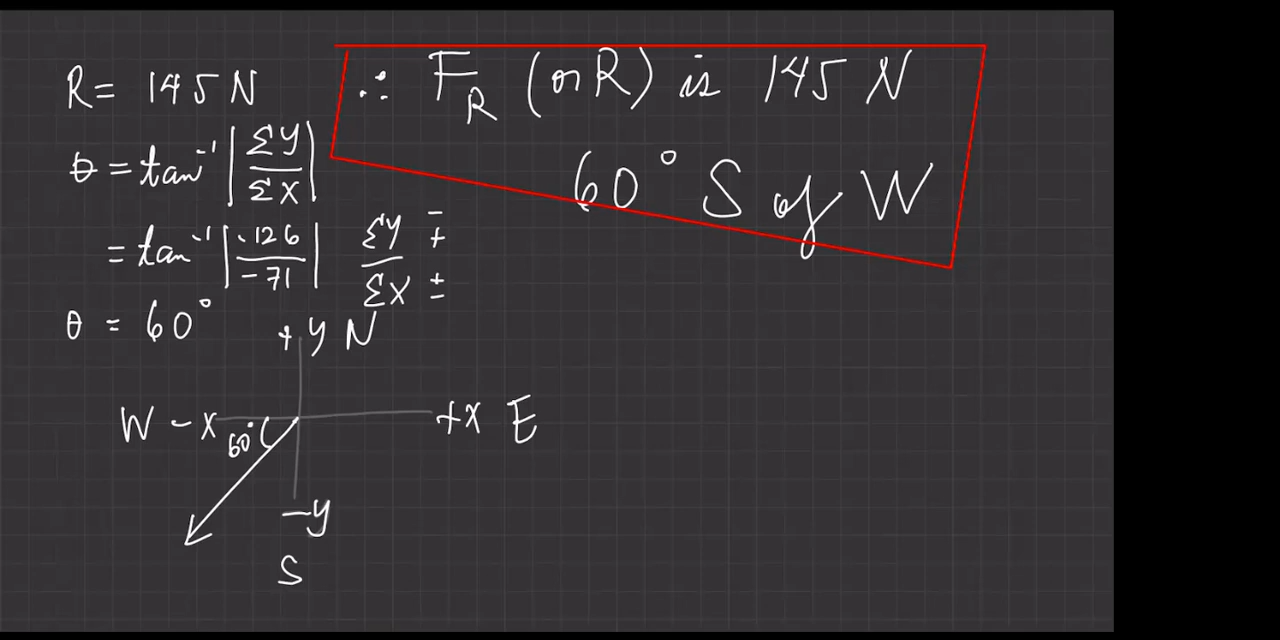 R = 145 N
∴ F_R (or R) is 145 N
60° S of W
θ = tan⁻¹ |ΣY / ΣX|
= tan⁻¹ |-126 / -71| ΣY / ΣX ∓ ±
θ = 60°
+y N
W -x +x E
60°
-y
S